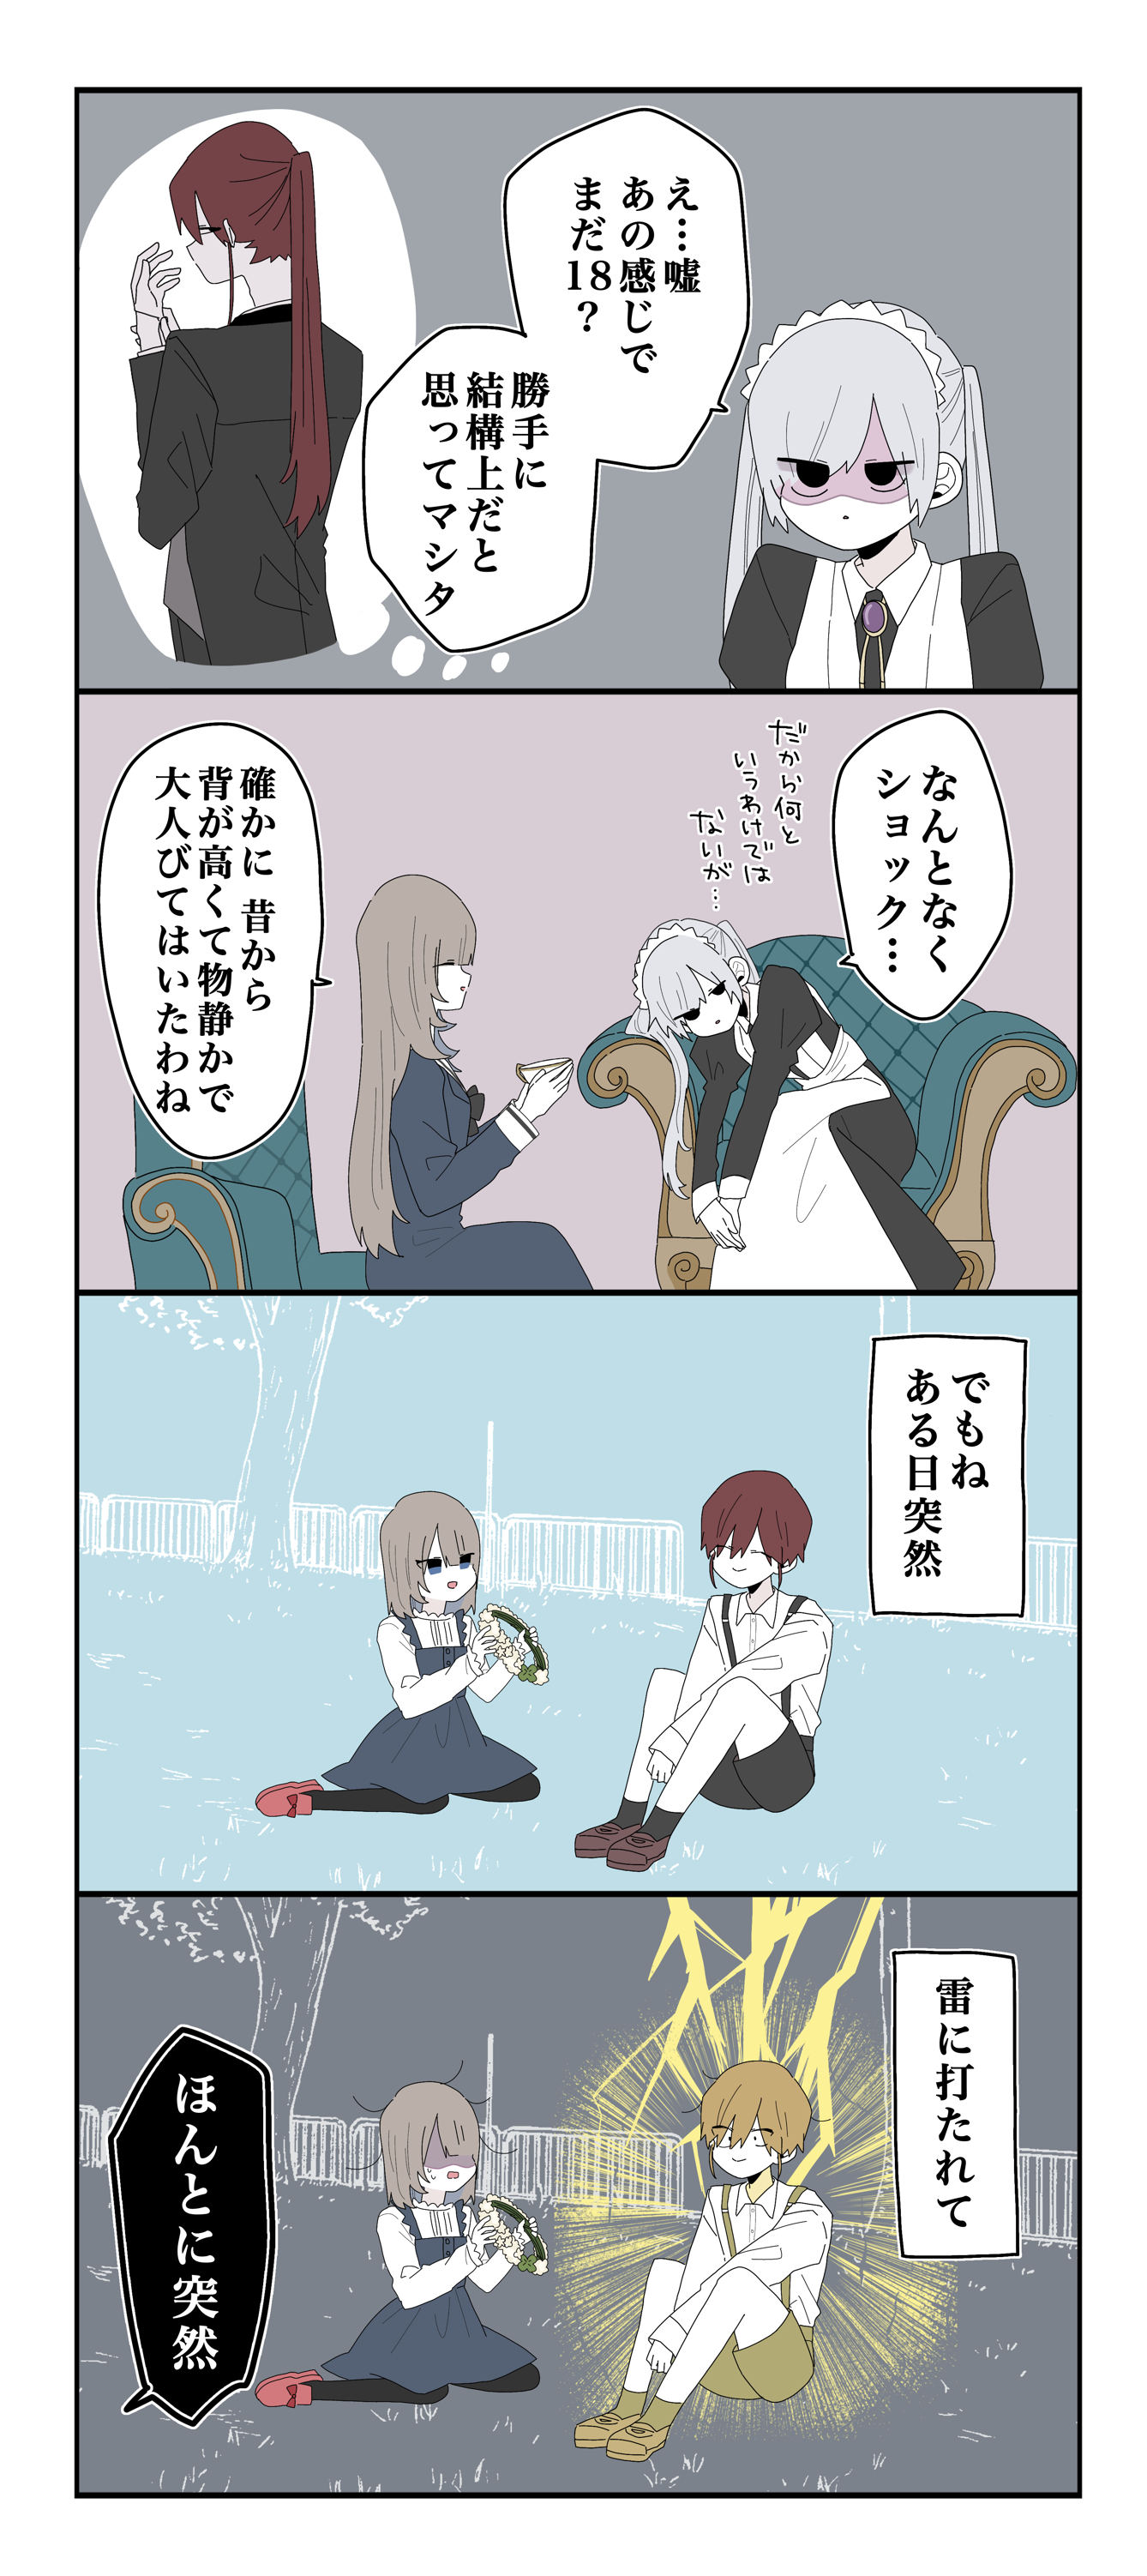 え…嘘
あの感じで
まだ18？
勝手に
結構上だと
思ってマシタ
なんとなく
ショック…
だから何と
いうわけでは
ないが…
確かに 昔から
背が高くて物静かで
大人びてはいたわね
でもね
ある日突然
雷に打たれて
ほんとに突然